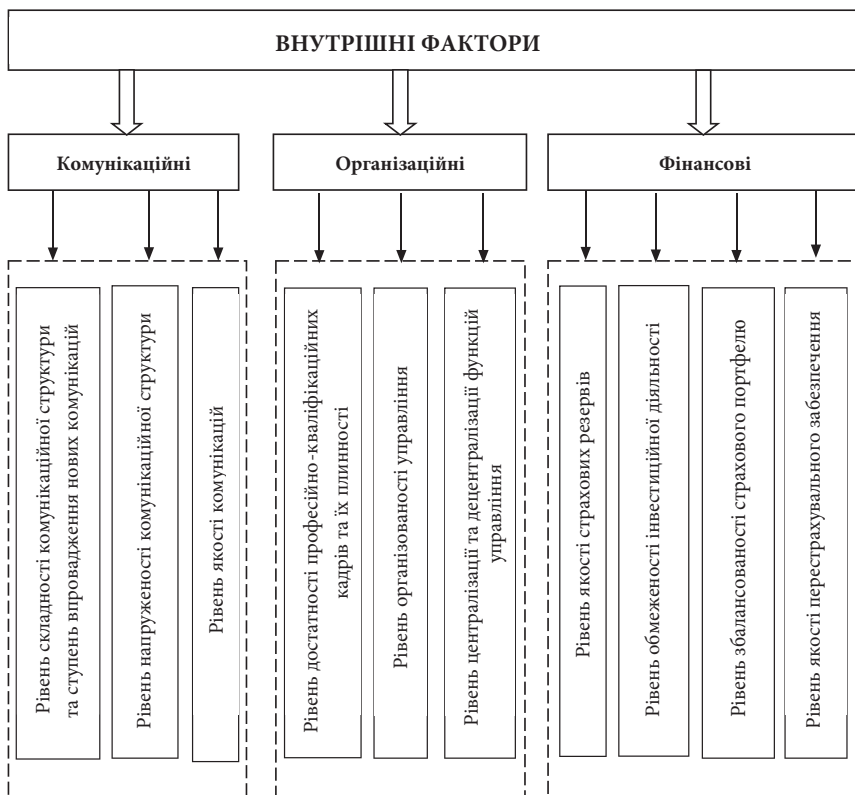 ВНУТРІШНІ ФАКТОРИ
Комунікаційні
Організаційні
Фінансові
Рівень складності комунікаційної структури
та ступень впровадження нових комунікацій
Рівень напруженості комунікаційної структури
Рівень якості комунікацій
Рівень достатності професійно-кваліфікаційних
кадрів та їх плинності
Рівень організованості управління
Рівень централізації та децентралізації функцій
управління
Рівень якості страхових резервів
Рівень обмеженості інвестиційної діяльності
Рівень збалансованості страхового портфелю
Рівень якості перестрахувального забезпечення